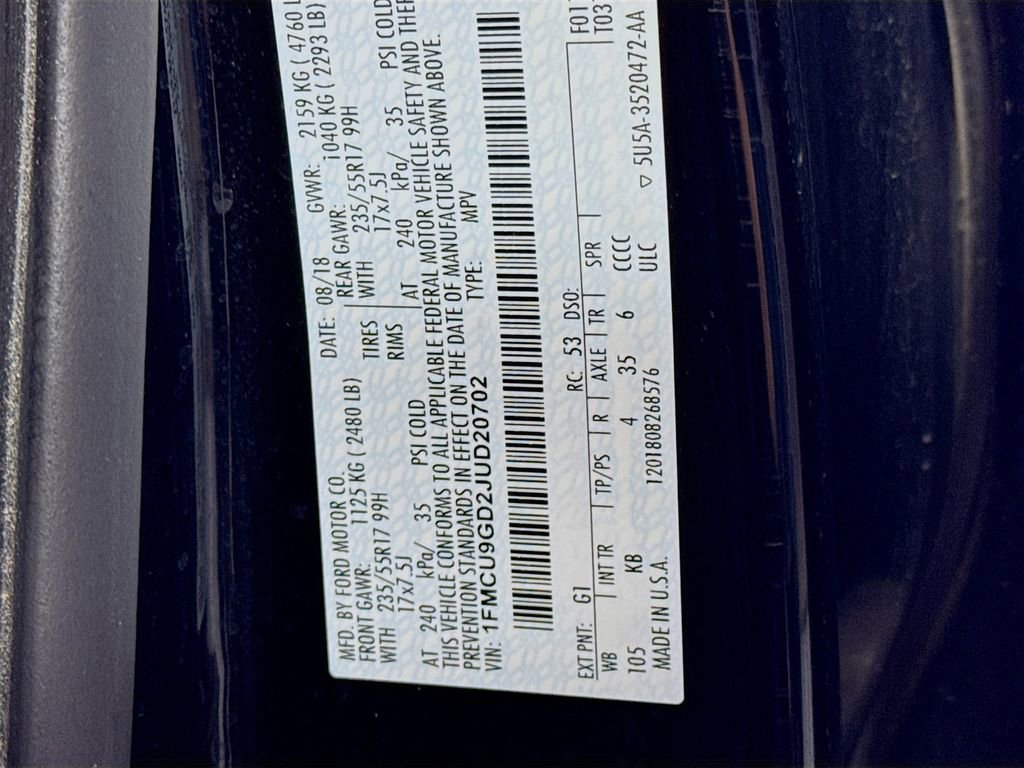 MFD. BY FORD MOTOR CO. DATE: 08/18 GVWR: 2159 KG ( 4760 L
FRONT GAWR: 1125 KG ( 2480 LB) REAR GAWR: 1040 KG ( 2293 LB)
WITH 235/55R17 99H TIRES WITH 235/55R17 99H
17x7.5J RIMS 17x7.5J
AT 240 kPa/ 35 PSI COLD AT 240 kPa/ 35 PSI COLD
THIS VEHICLE CONFORMS TO ALL APPLICABLE FEDERAL MOTOR VEHICLE SAFETY AND THEF
PREVENTION STANDARDS IN EFFECT ON THE DATE OF MANUFACTURE SHOWN ABOVE.
VIN: 1FMCU9GD2JUD20702 TYPE: MPV
EXT PNT: G1 RC: 53 DSO: F01
WB INT TR TP/PS R AXLE TR SPR T03
105 KB 4 35 6 CCCC
ULC
MADE IN U.S.A. 1201808268576 ▽ 5U5A-3520472-AA